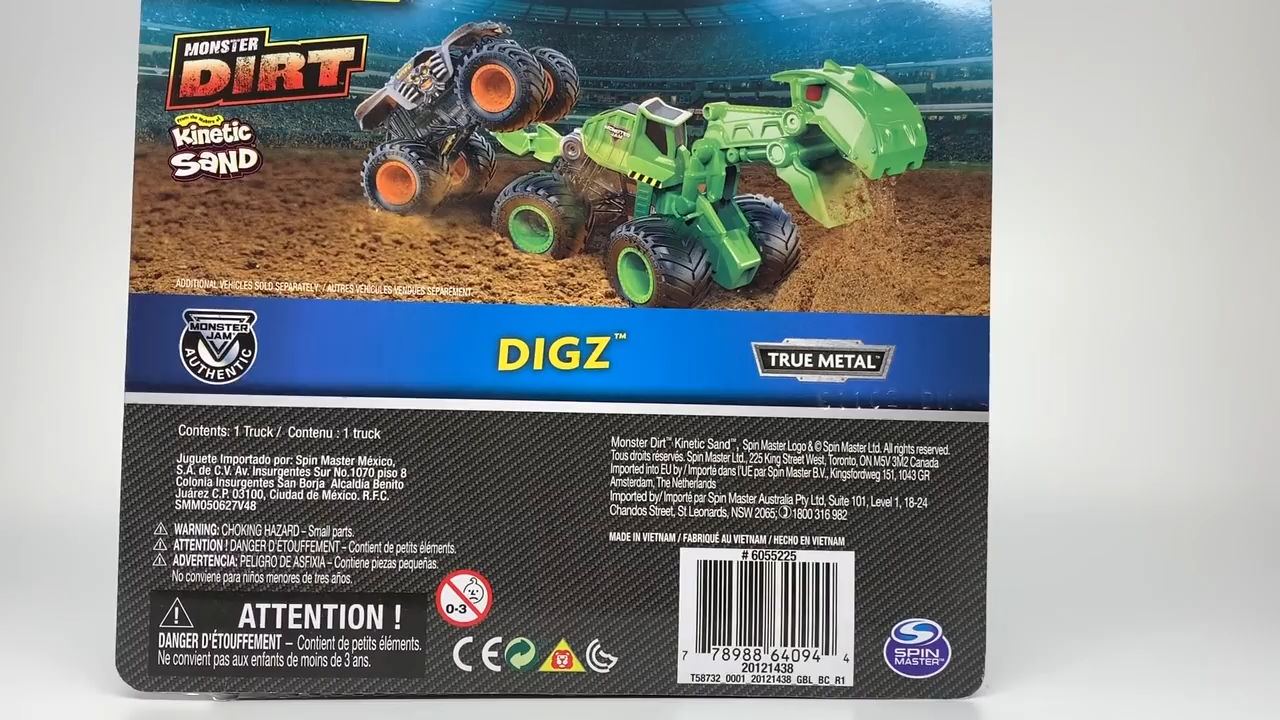 MONSTER
DIRT
From the Makers of
Kinetic
SAND
ADDITIONAL VEHICLES SOLD SEPARATELY. / AUTRES VÉHICULES VENDUES SÉPARÉMENT.
MONSTER
JAM
AUTHENTIC
DIGZ™
TRUE METAL™
Contents: 1 Truck / Contenu : 1 truck
Juguete Importado por: Spin Master México,
S.A. de C.V. Av. Insurgentes Sur No.1070 piso 8
Colonia Insurgentes San Borja Alcaldía Benito
Juárez C.P. 03100, Ciudad de México. R.F.C.
SMM050627V48
WARNING: CHOKING HAZARD – Small parts.
ATTENTION ! DANGER D'ÉTOUFFEMENT – Contient de petits éléments.
ADVERTENCIA: PELIGRO DE ASFIXIA – Contiene piezas pequeñas.
No conviene para niños menores de tres años.
ATTENTION !
DANGER D'ÉTOUFFEMENT – Contient de petits éléments.
Ne convient pas aux enfants de moins de 3 ans.
0-3
CE
Monster Dirt™ Kinetic Sand™, Spin Master Logo & © Spin Master Ltd. All rights reserved.
Tous droits réservés. Spin Master Ltd., 225 King Street West, Toronto, ON M5V 3M2 Canada
Imported into EU by / Importé dans l'UE par Spin Master B.V., Kingsfordweg 151, 1043 GR
Amsterdam, The Netherlands
Imported by/ Importé par Spin Master Australia Pty Ltd, Suite 101, Level 1, 18-24
Chandos Street, St Leonards, NSW 2065; 1800 316 982
MADE IN VIETNAM / FABRIQUÉ AU VIETNAM / HECHO EN VIETNAM
# 6055225
7 78988 64094 4
20121438
T58732_0001_20121438_GBL_BC_R1
SPIN
MASTER™